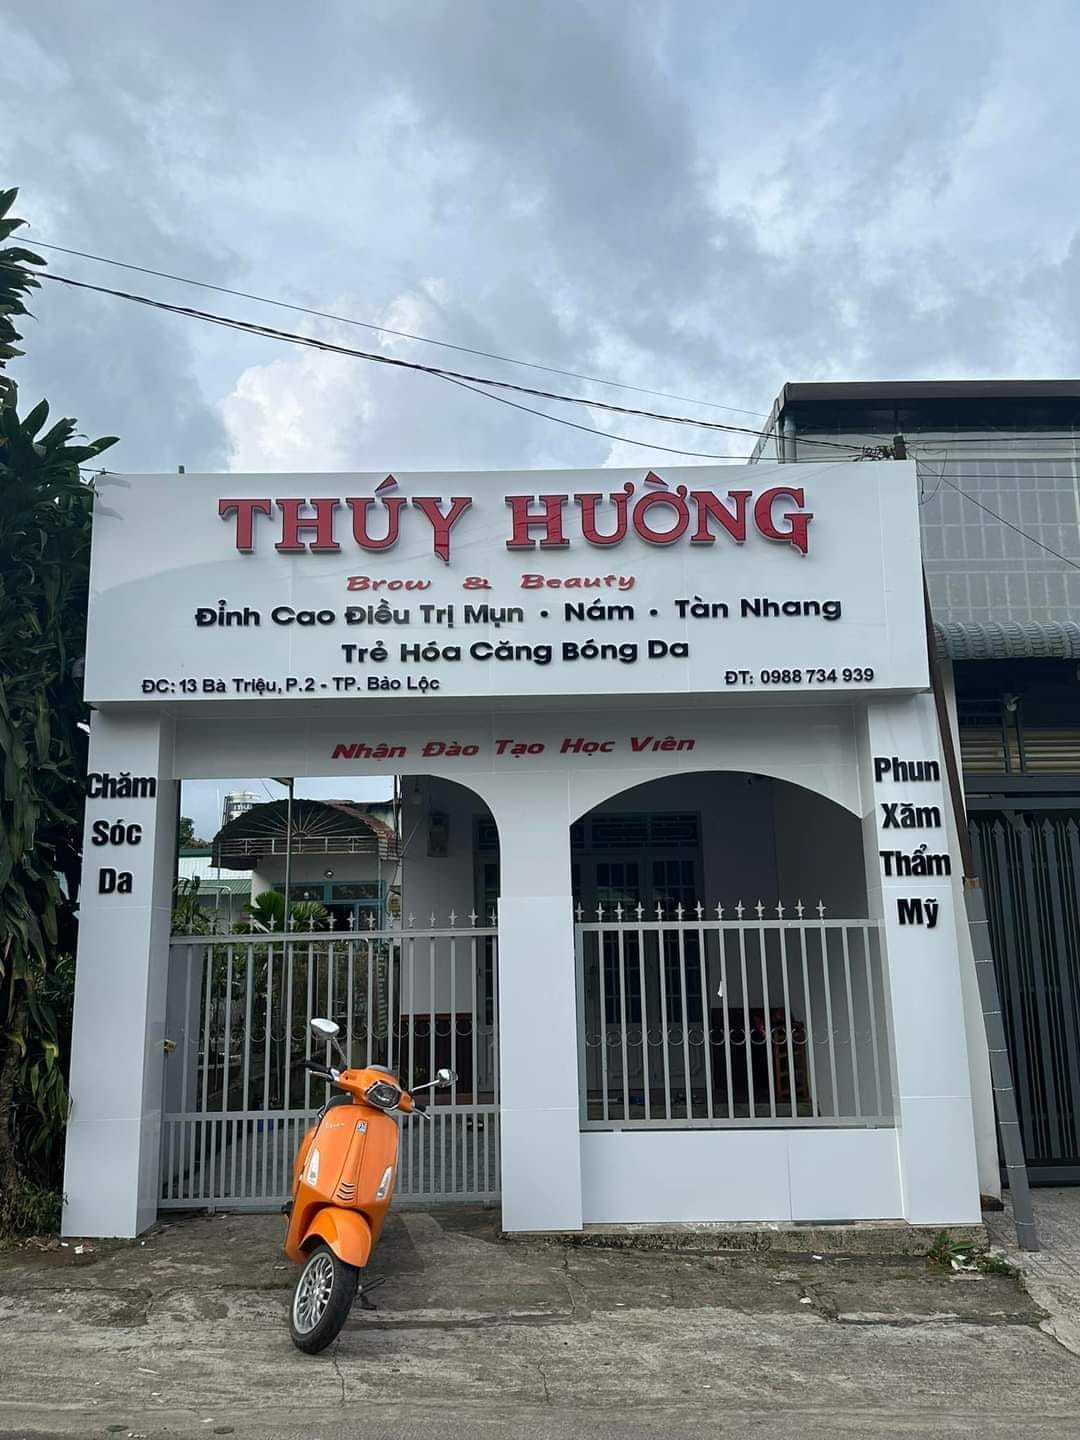 THÚY HƯỜNG
Brow & Beauty
Đỉnh Cao Điều Trị Mụn • Nám • Tàn Nhang
Trẻ Hóa Căng Bóng Da
ĐC: 13 Bà Triệu, P.2 - TP. Bảo Lộc
ĐT: 0988 734 939
Nhận Đào Tạo Học Viên
Chăm
Sóc
Da
Phun
Xăm
Thẩm
Mỹ